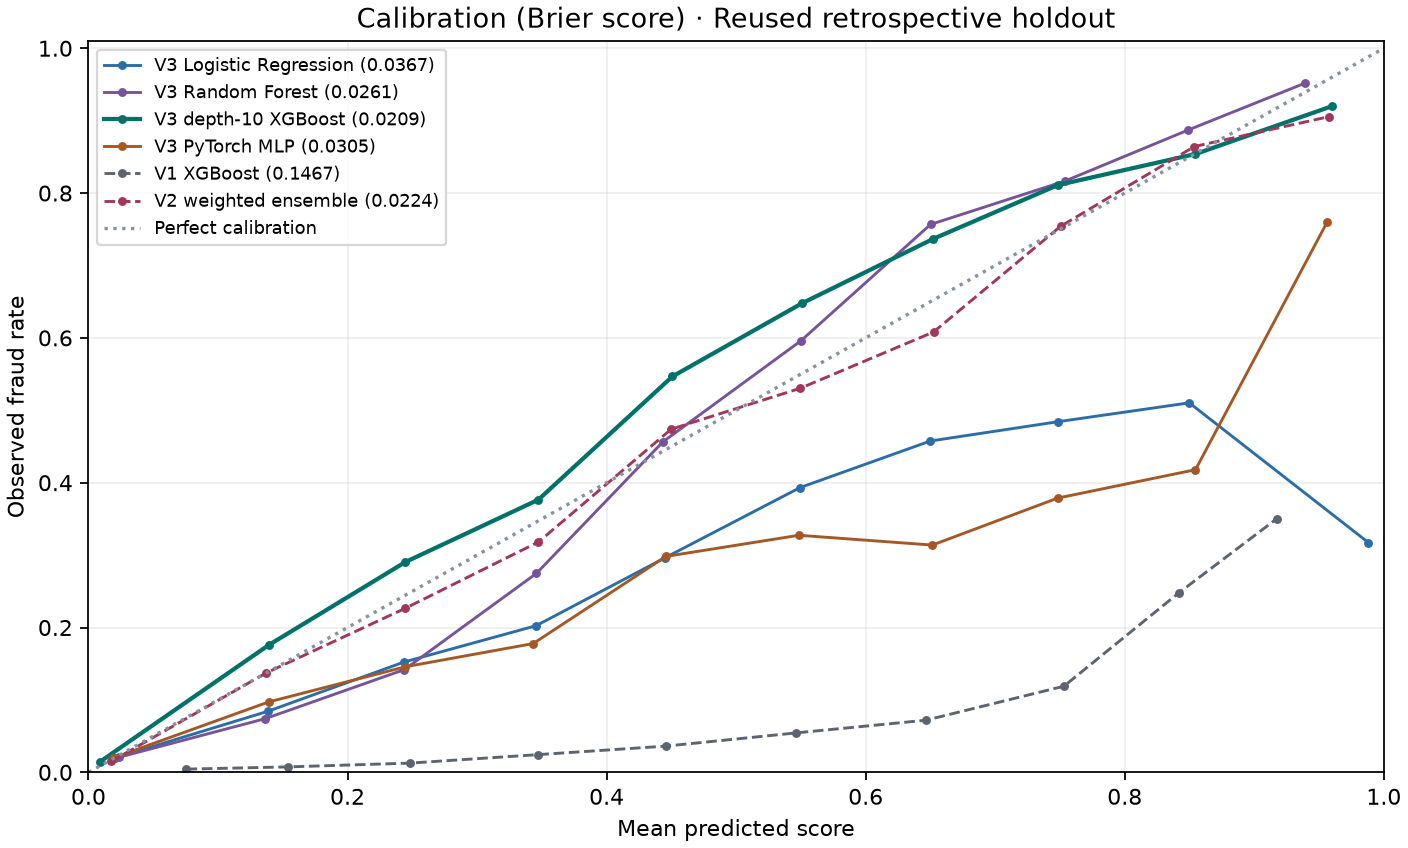 Calibration (Brier score) · Reused retrospective holdout
V3 Logistic Regression (0.0367)
V3 Random Forest (0.0261)
V3 depth-10 XGBoost (0.0209)
V3 PyTorch MLP (0.0305)
V1 XGBoost (0.1467)
V2 weighted ensemble (0.0224)
Perfect calibration
Observed fraud rate
1.0
0.8
0.6
0.4
0.2
0.0
0.0 0.2 0.4 0.6 0.8 1.0
Mean predicted score